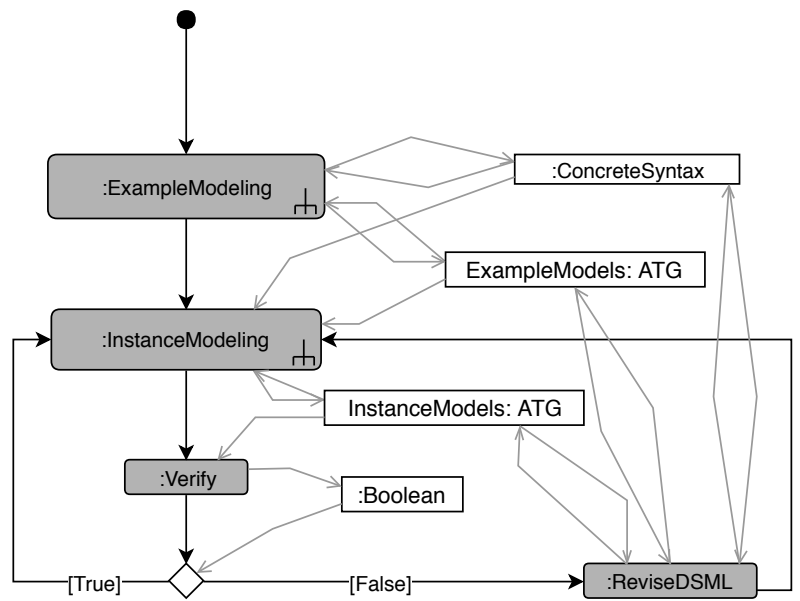 :ExampleModeling
:ConcreteSyntax
ExampleModels: ATG
:InstanceModeling
InstanceModels: ATG
:Verify
:Boolean
[True]
[False]
:ReviseDSML